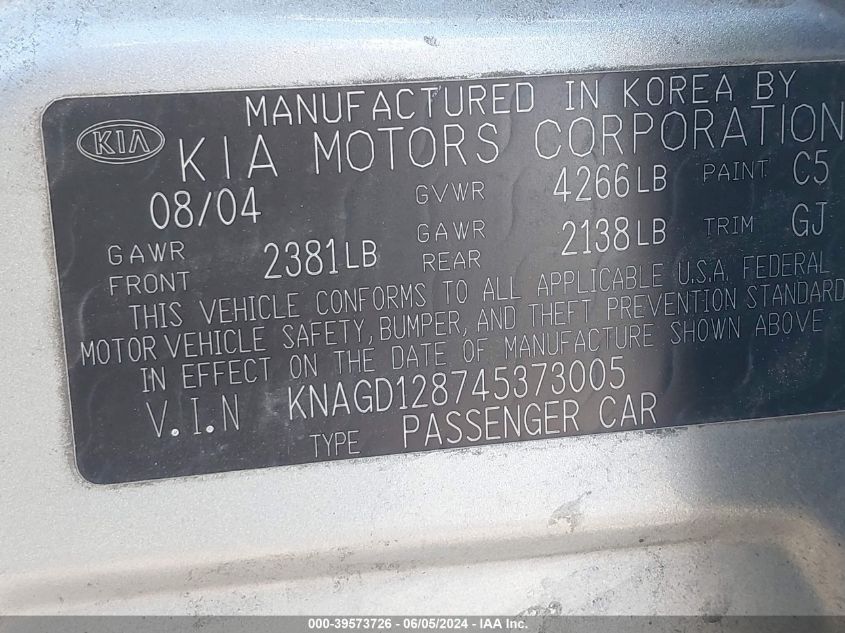 MANUFACTURED IN KOREA BY
KIA KIA MOTORS CORPORATION
08/04 GVWR 4266LB PAINT C5
GAWR FRONT 2381LB GAWR REAR 2138LB TRIM GJ
THIS VEHICLE CONFORMS TO ALL APPLICABLE U.S.A. FEDERAL
MOTOR VEHICLE SAFETY, BUMPER, AND THEFT PREVENTION STANDARD
IN EFFECT ON THE DATE OF MANUFACTURE SHOWN ABOVE
V.I.N KNAGD128745373005
TYPE PASSENGER CAR
000-39573726 - 06/05/2024 - IAA, Inc.